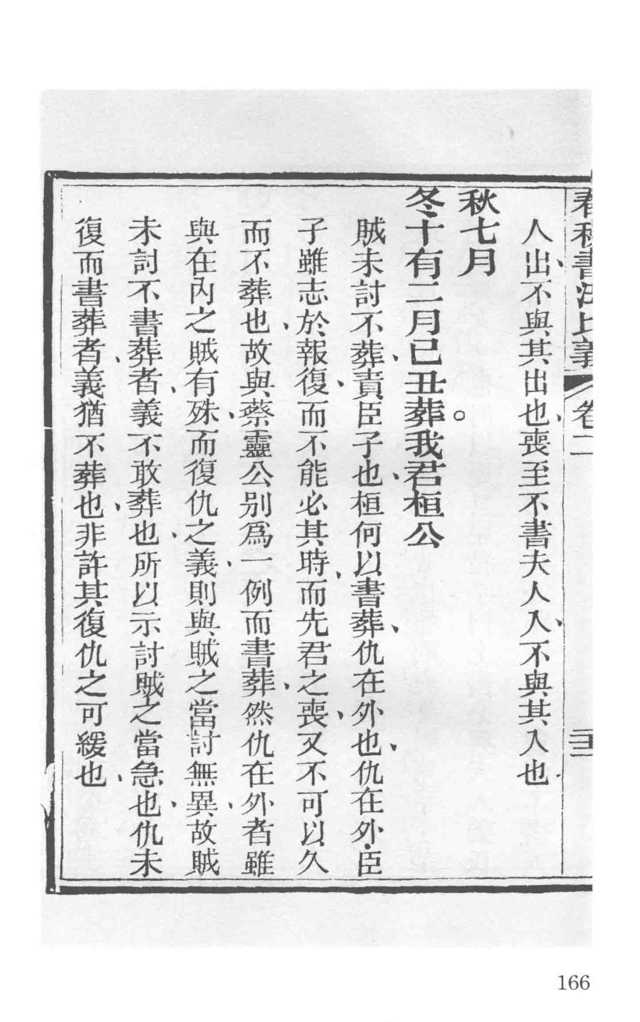 春秋書法比義 卷二 二十二
人出不與其出也喪至不書夫人入不與其入也
秋七月
冬十有二月己丑葬我君桓公
賊未討不葬責臣子也桓何以書葬仇在外也仇在外臣
子雖志於報復而不能必其時而先君之喪又不可以久
而不葬也故與蔡靈公别爲一例而書葬然仇在外者雖
與在內之賊有殊而復仇之義則與賊之當討無異故賊
未討不書葬者義不敢葬也所以示討賊之當急也仇未
復而書葬者義猶不葬也非許其復仇之可緩也
166